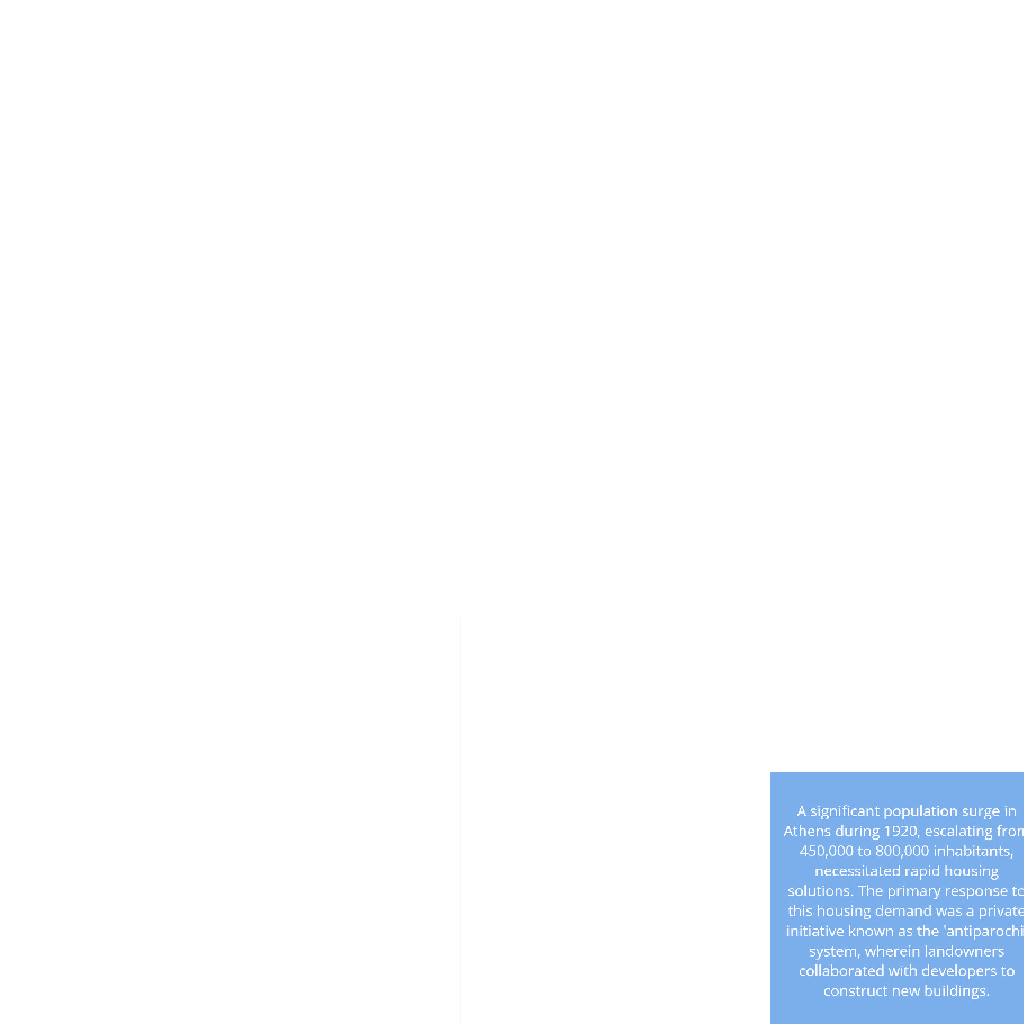 A significant population surge in
Athens during 1920, escalating from
450,000 to 800,000 inhabitants,
necessitated rapid housing
solutions. The primary response to
this housing demand was a private
initiative known as the 'antiparochi
system, wherein landowners
collaborated with developers to
construct new buildings.